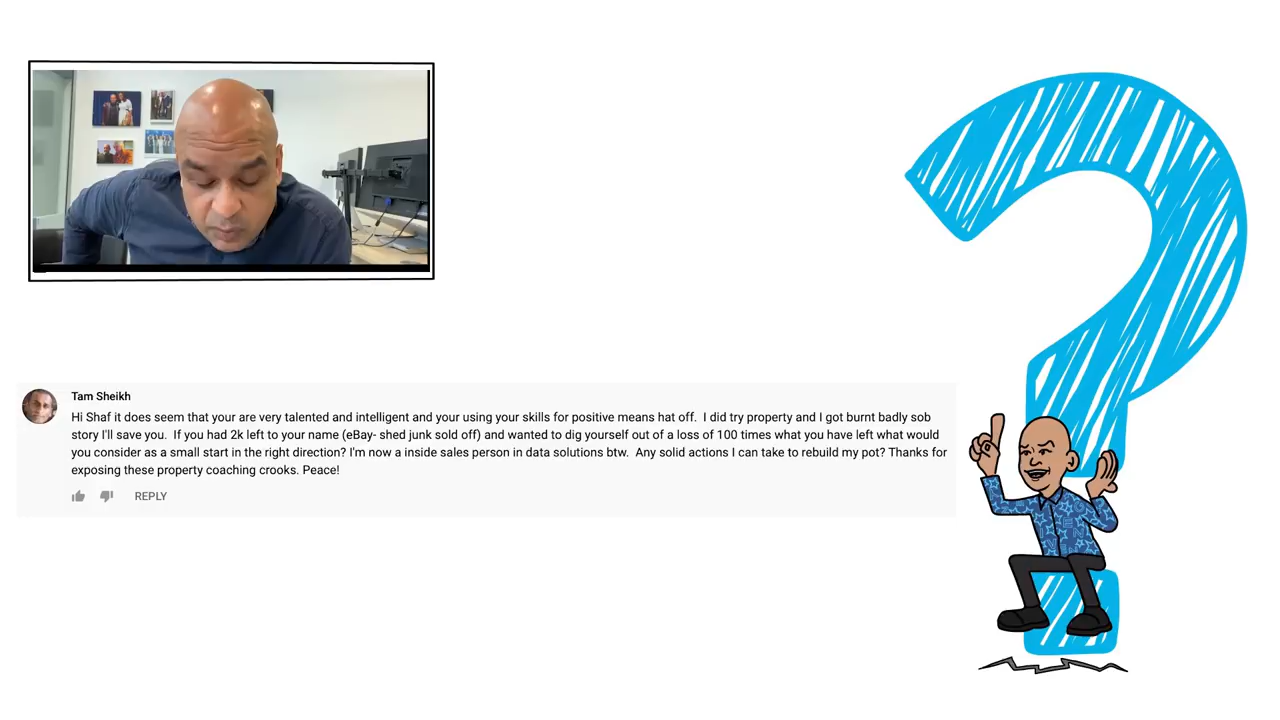 Tam Sheikh
Hi Shaf it does seem that your are very talented and intelligent and your using your skills for positive means hat off.  I did try property and I got burnt badly sob
story I'll save you.  If you had 2k left to your name (eBay- shed junk sold off) and wanted to dig yourself out of a loss of 100 times what you have left what would
you consider as a small start in the right direction? I'm now a inside sales person in data solutions btw.  Any solid actions I can take to rebuild my pot? Thanks for
exposing these property coaching crooks. Peace!
REPLY